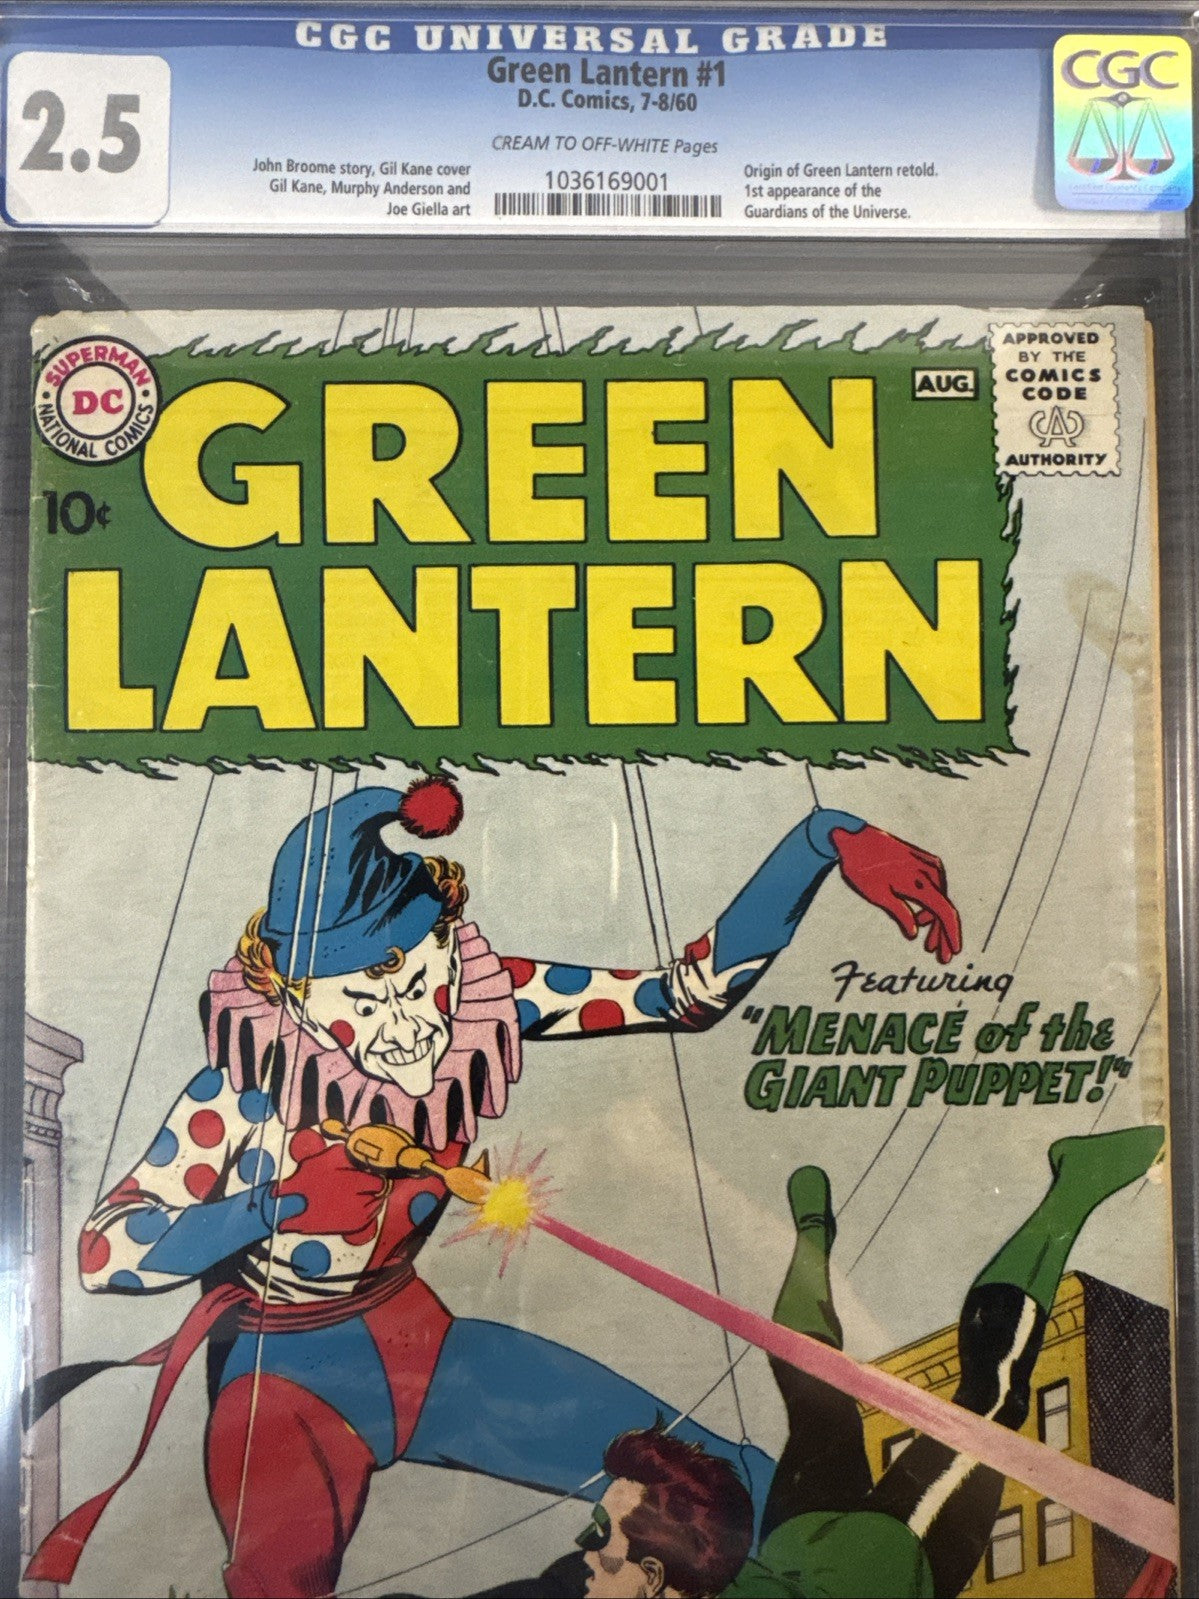 CGC UNIVERSAL GRADE
2.5
Green Lantern #1
D.C. Comics, 7-8/60
CREAM TO OFF-WHITE Pages
John Broome story, Gil Kane cover
Gil Kane, Murphy Anderson and
Joe Giella art
1036169001
Origin of Green Lantern retold.
1st appearance of the
Guardians of the Universe.
CGC
SUPERMAN
DC
NATIONAL COMICS
10¢
GREEN
LANTERN
AUG.
APPROVED
BY THE
COMICS
CODE
CA
AUTHORITY
Featuring
"MENACE of the
GIANT PUPPET!"